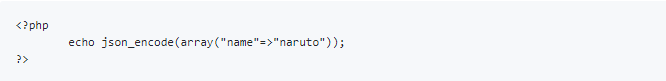 <?php
echo json_encode(array("name"=>"naruto"));
?>